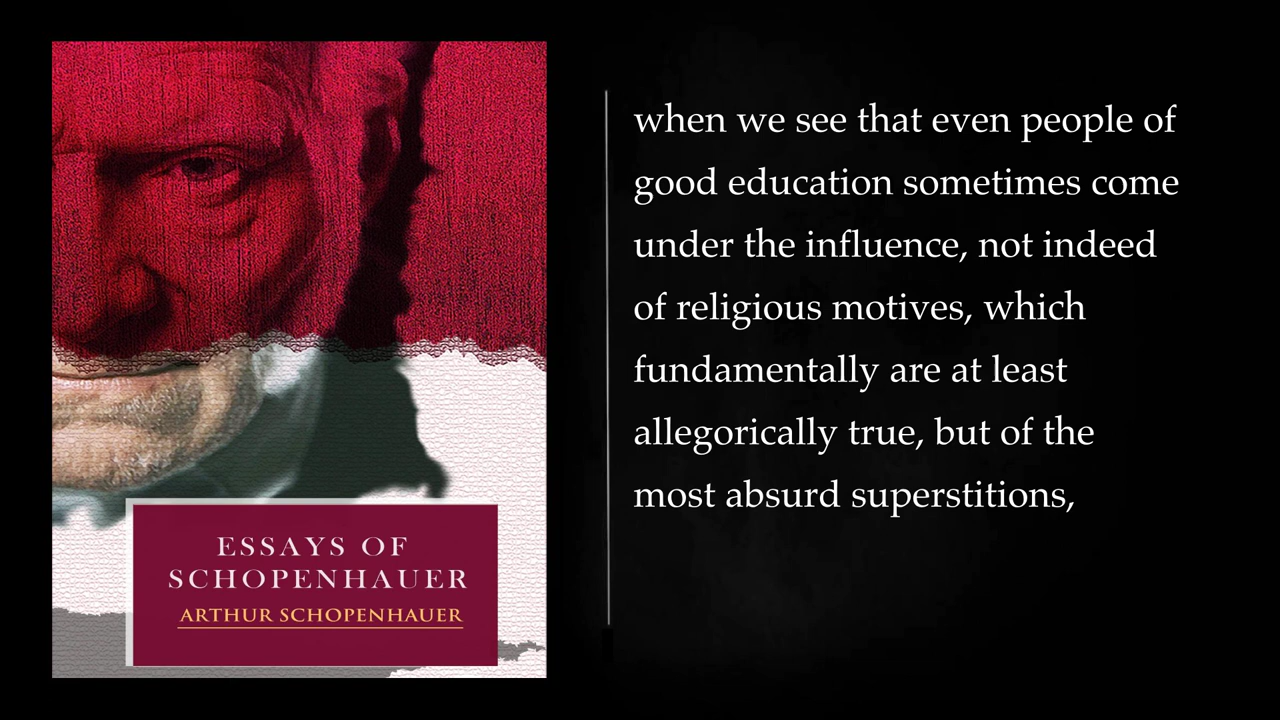 ESSAYS OF
SCHOPENHAUER
ARTHUR SCHOPENHAUER
when we see that even people of
good education sometimes come
under the influence, not indeed
of religious motives, which
fundamentally are at least
allegorically true, but of the
most absurd superstitions,